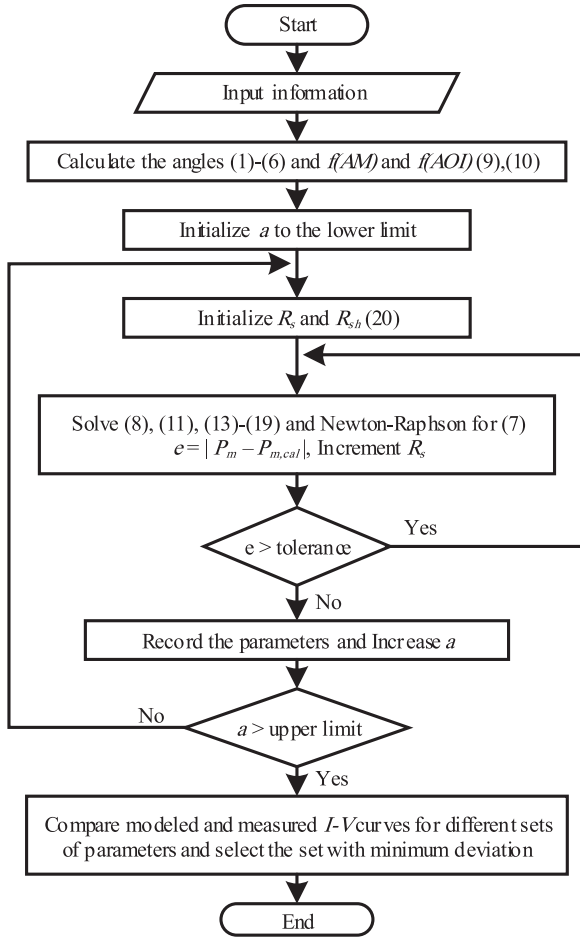 Start
Input information
Calculate the angles (1)-(6) and f(AM) and f(AOI) (9),(10)
Initialize a to the lower limit
Initialize Rs and Rsh (20)
Solve (8), (11), (13)-(19) and Newton-Raphson for (7)
e = | Pm – Pm,cal|, Increment Rs
e > tolerance
Yes
No
Record the parameters and Increase a
No
a > upper limit
Yes
Compare modeled and measured I-V curves for different sets
of parameters and select the set with minimum deviation
End